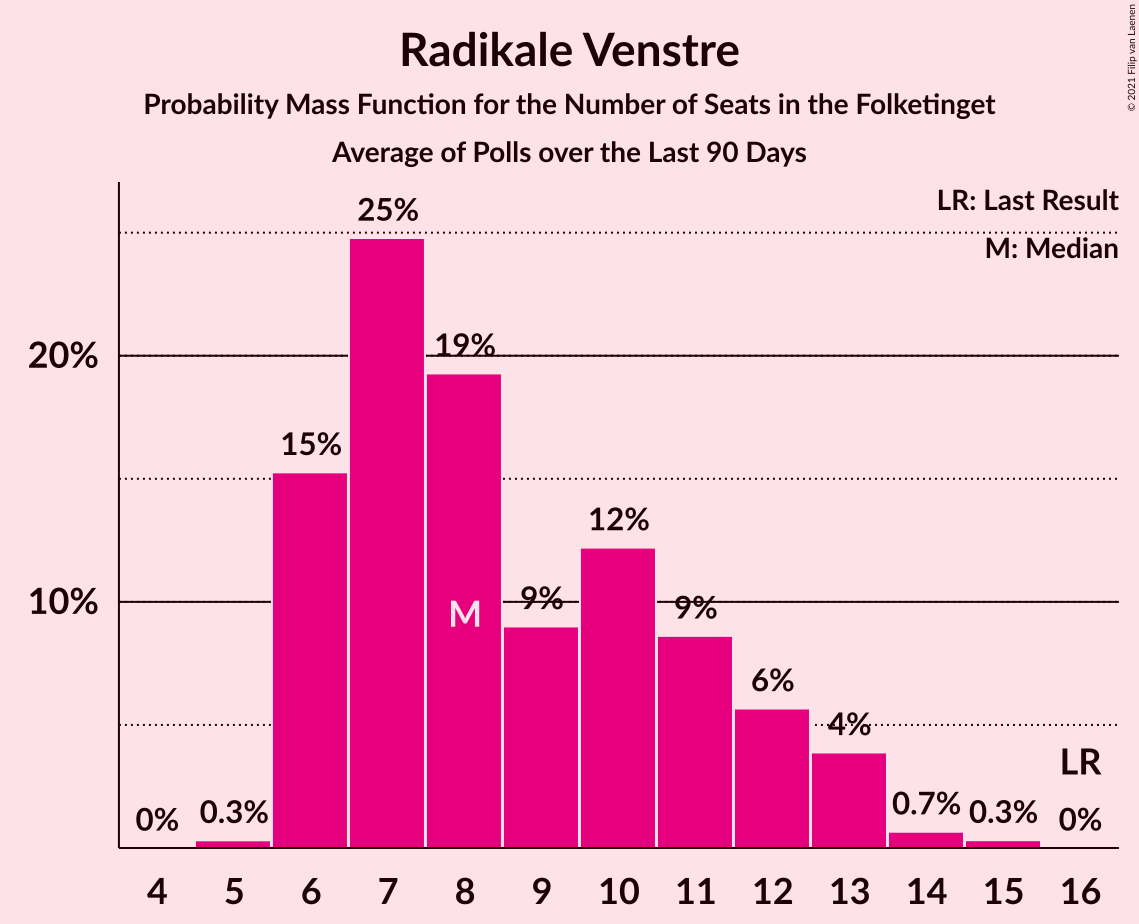 Radikale Venstre
Probability Mass Function for the Number of Seats in the Folketinget
Average of Polls over the Last 90 Days
© 2021 Filip van Laenen
LR: Last Result
M: Median
25%
20%
19%
15%
12%
10%
9%
9%
M
6%
4%
LR
0%
0.3%
0.7%
0.3%
0%
4 5 6 7 8 9 10 11 12 13 14 15 16